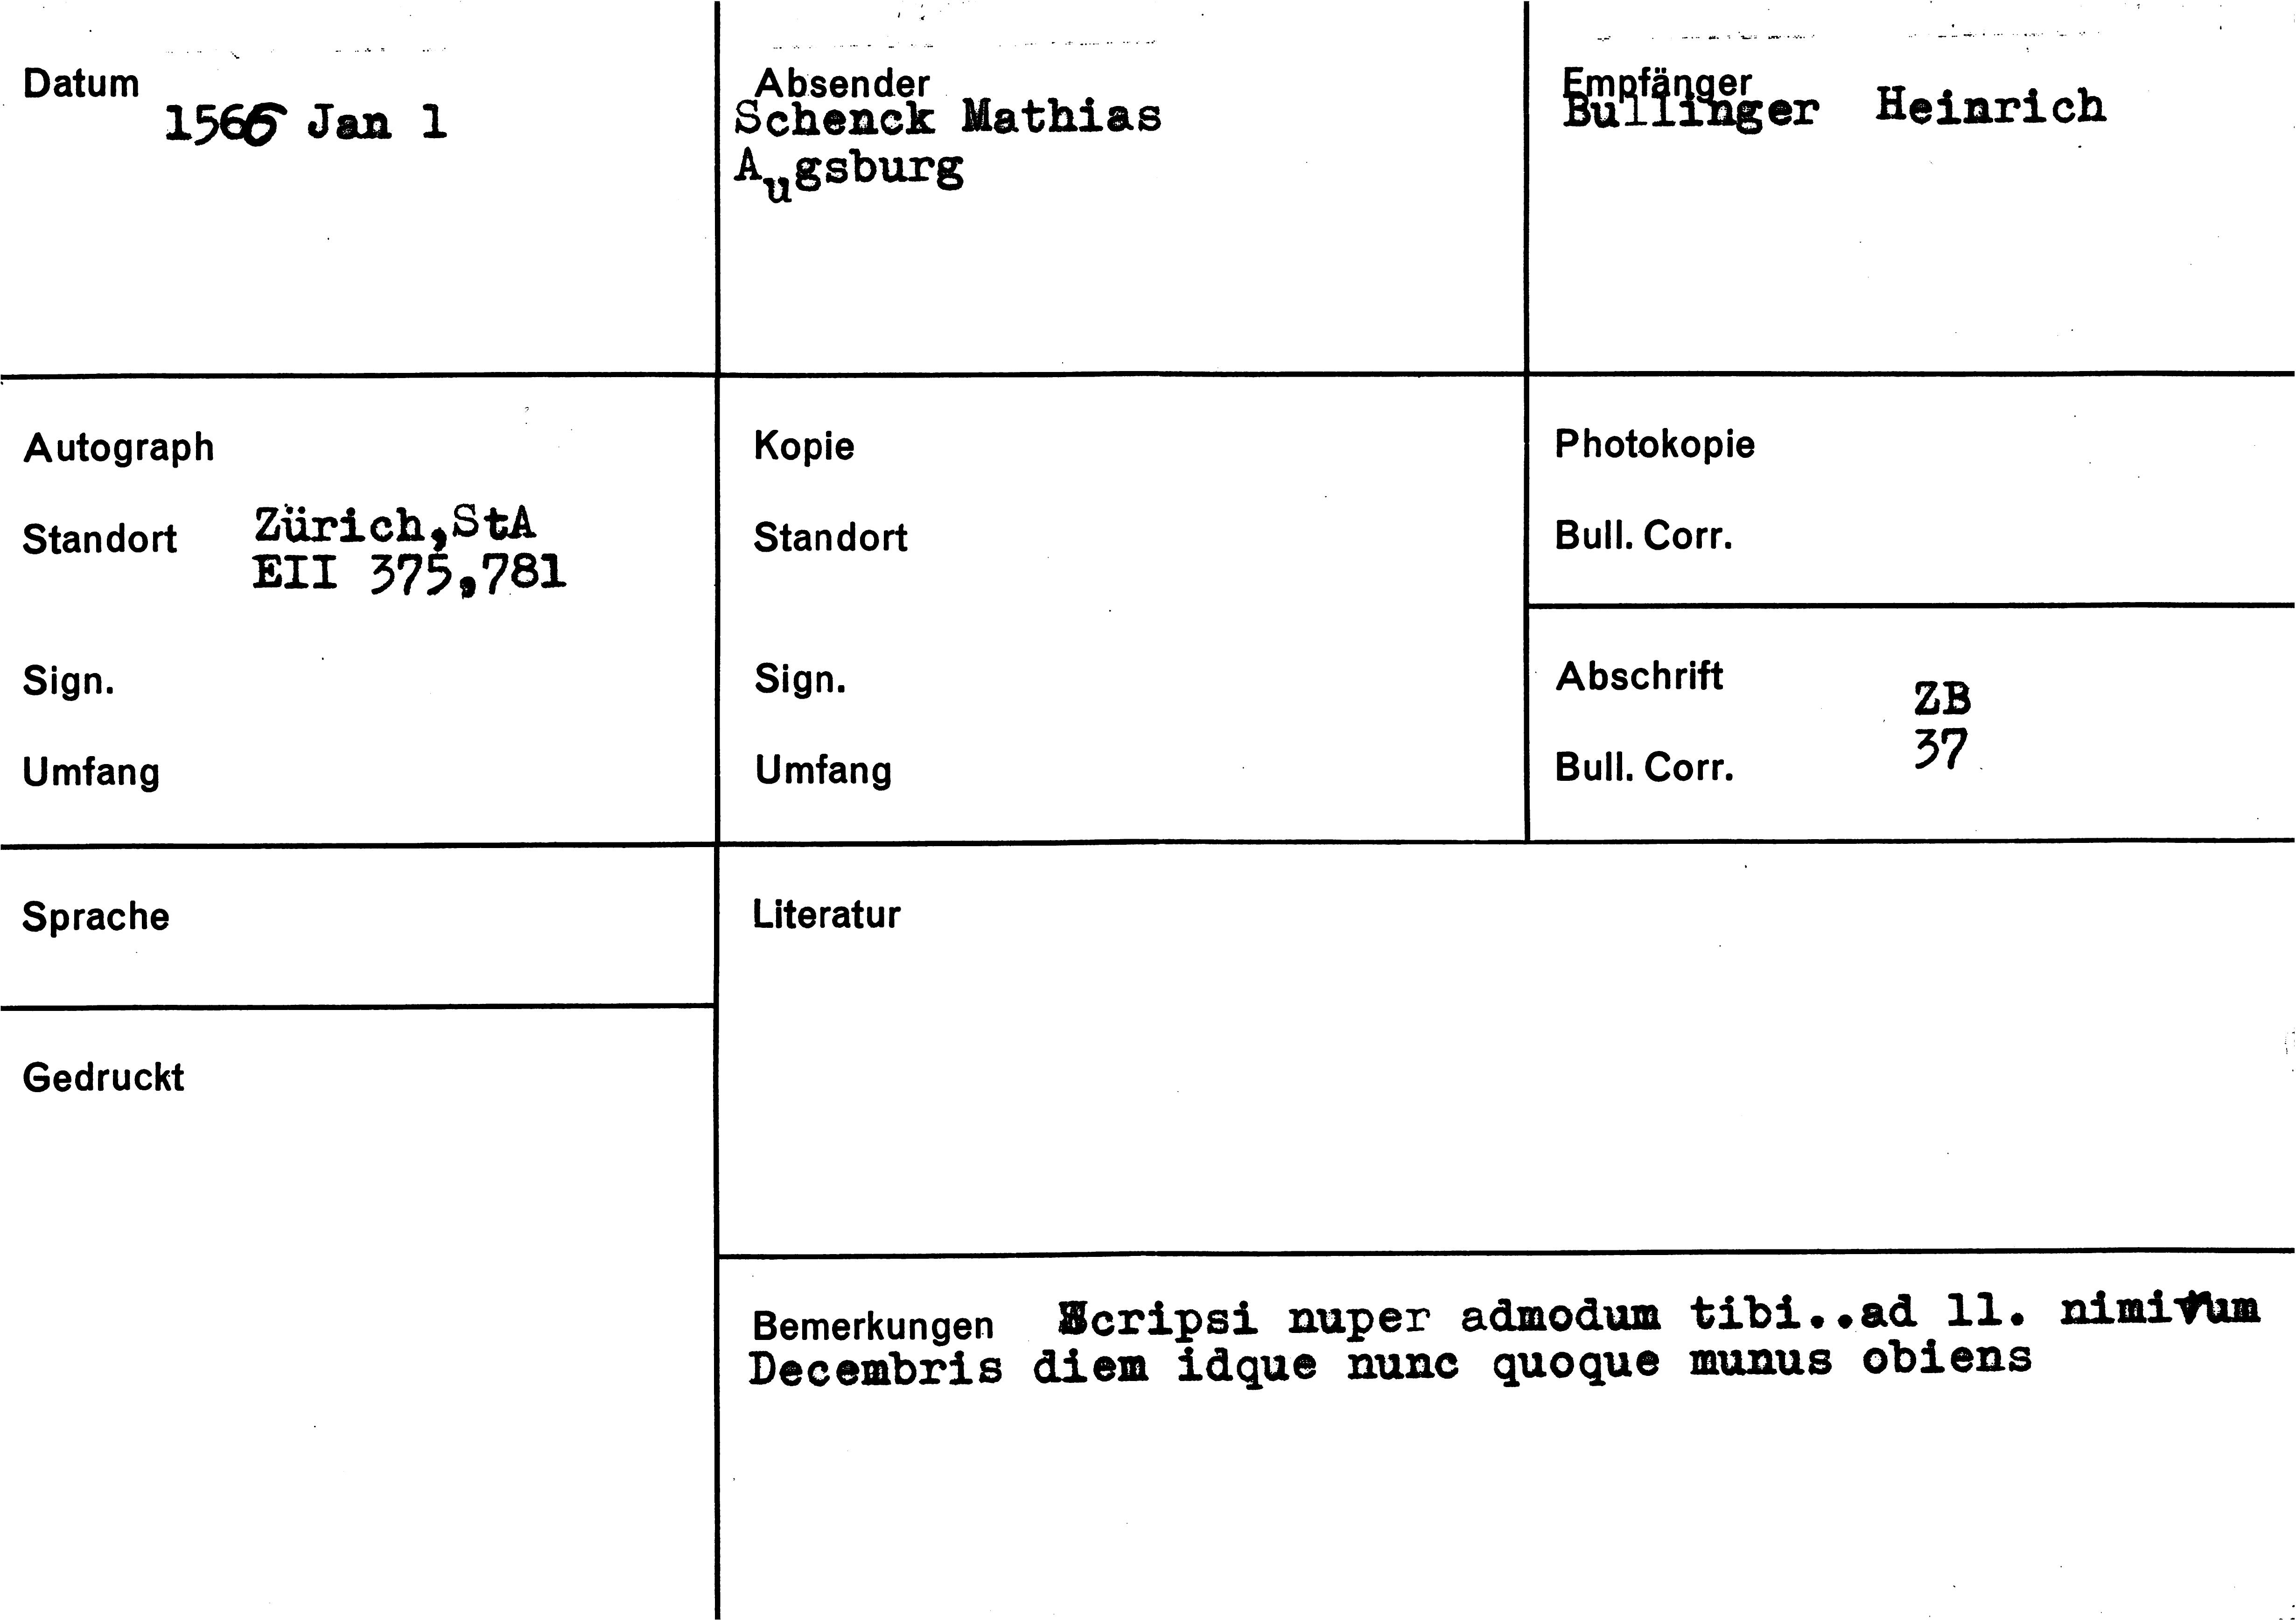 Datum
1566 Jan 1
Absender
Schenck Mathias
Augsburg
Empfänger
Bullinger Heinrich
Autograph
Standort Zürich,StA
EII 375,781
Sign.
Umfang
Kopie
Standort
Sign.
Umfang
Photokopie
Bull. Corr.
Abschrift ZB
37
Bull. Corr.
Sprache
Gedruckt
Literatur
Bemerkungen Scripsi nuper admodum tibi..ad 11. nimirum
Decembris diem idque nunc quoque munus obiens